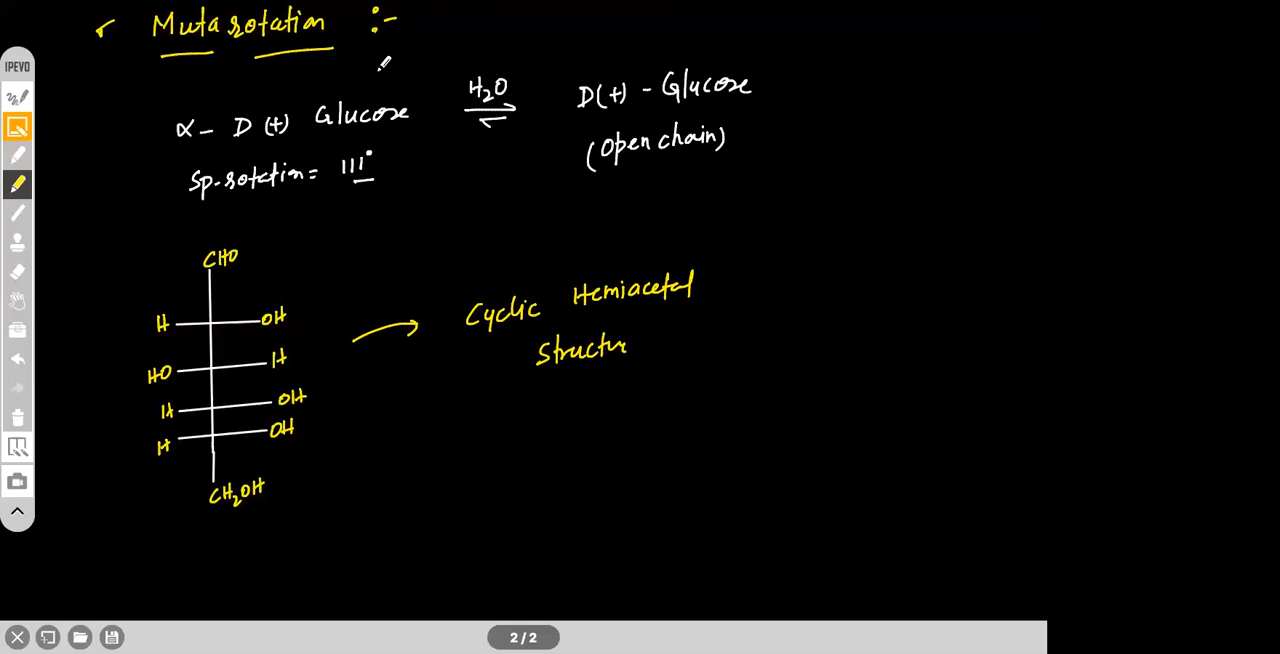 Mutarotation :-
IPEVO
α- D (+) Glucose H2O D(+) - Glucose
(Open chain)
Sp-rotation = 111°
CHO
H OH
HO H
H OH
H OH
CH2OH
Cyclic Hemiacetal
Structu
2 / 2